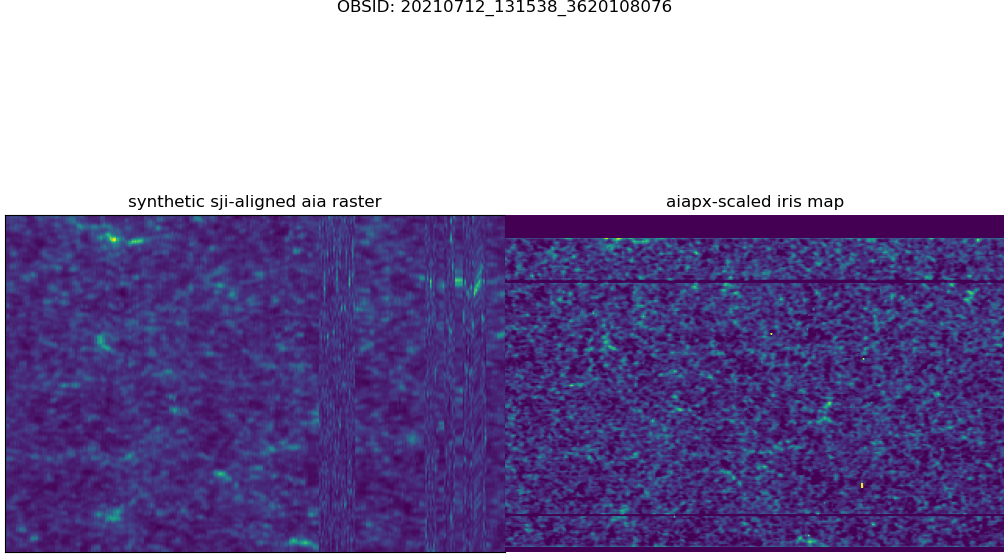 OBSID: 20210712_131538_3620108076
synthetic sji-aligned aia raster
aiapx-scaled iris map